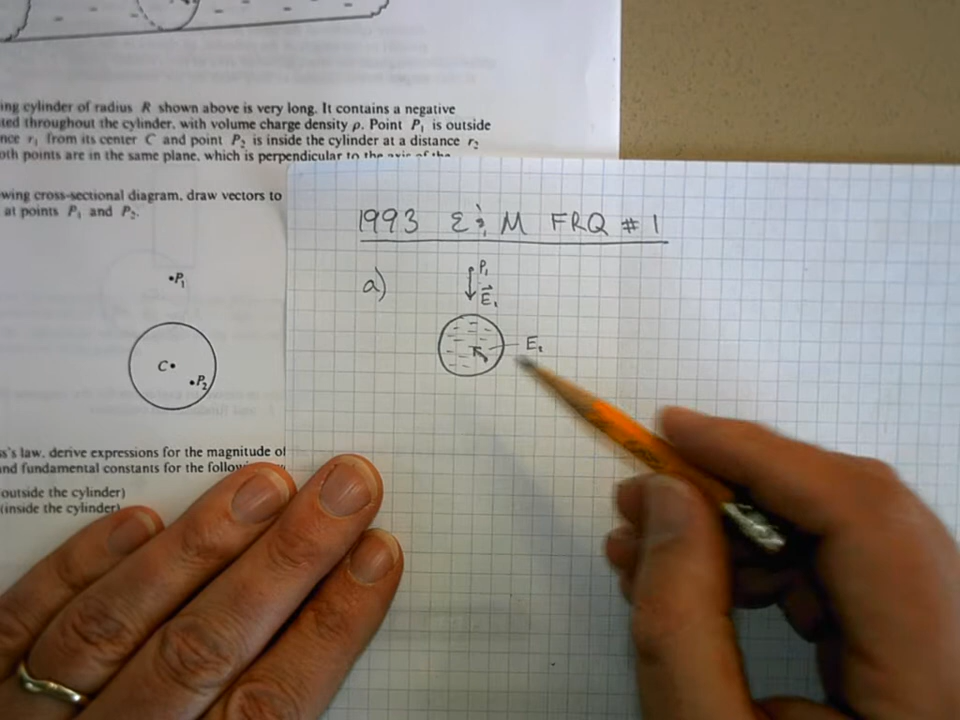 ing cylinder of radius R shown above is very long. It contains a negative
ted throughout the cylinder, with volume charge density ρ. Point P₁ is outside
nce r₁ from its center C and point P₂ is inside the cylinder at a distance r₂
oth points are in the same plane, which is perpendicular to the axis of the
wing cross-sectional diagram, draw vectors to
at points P₁ and P₂.
1993 E & M FRQ # 1
a)
P₁
E⃗₁
E₂
P₁
C
P₂
s's law, derive expressions for the magnitude of
nd fundamental constants for the
outside the cylinder)
(inside the cylinder)